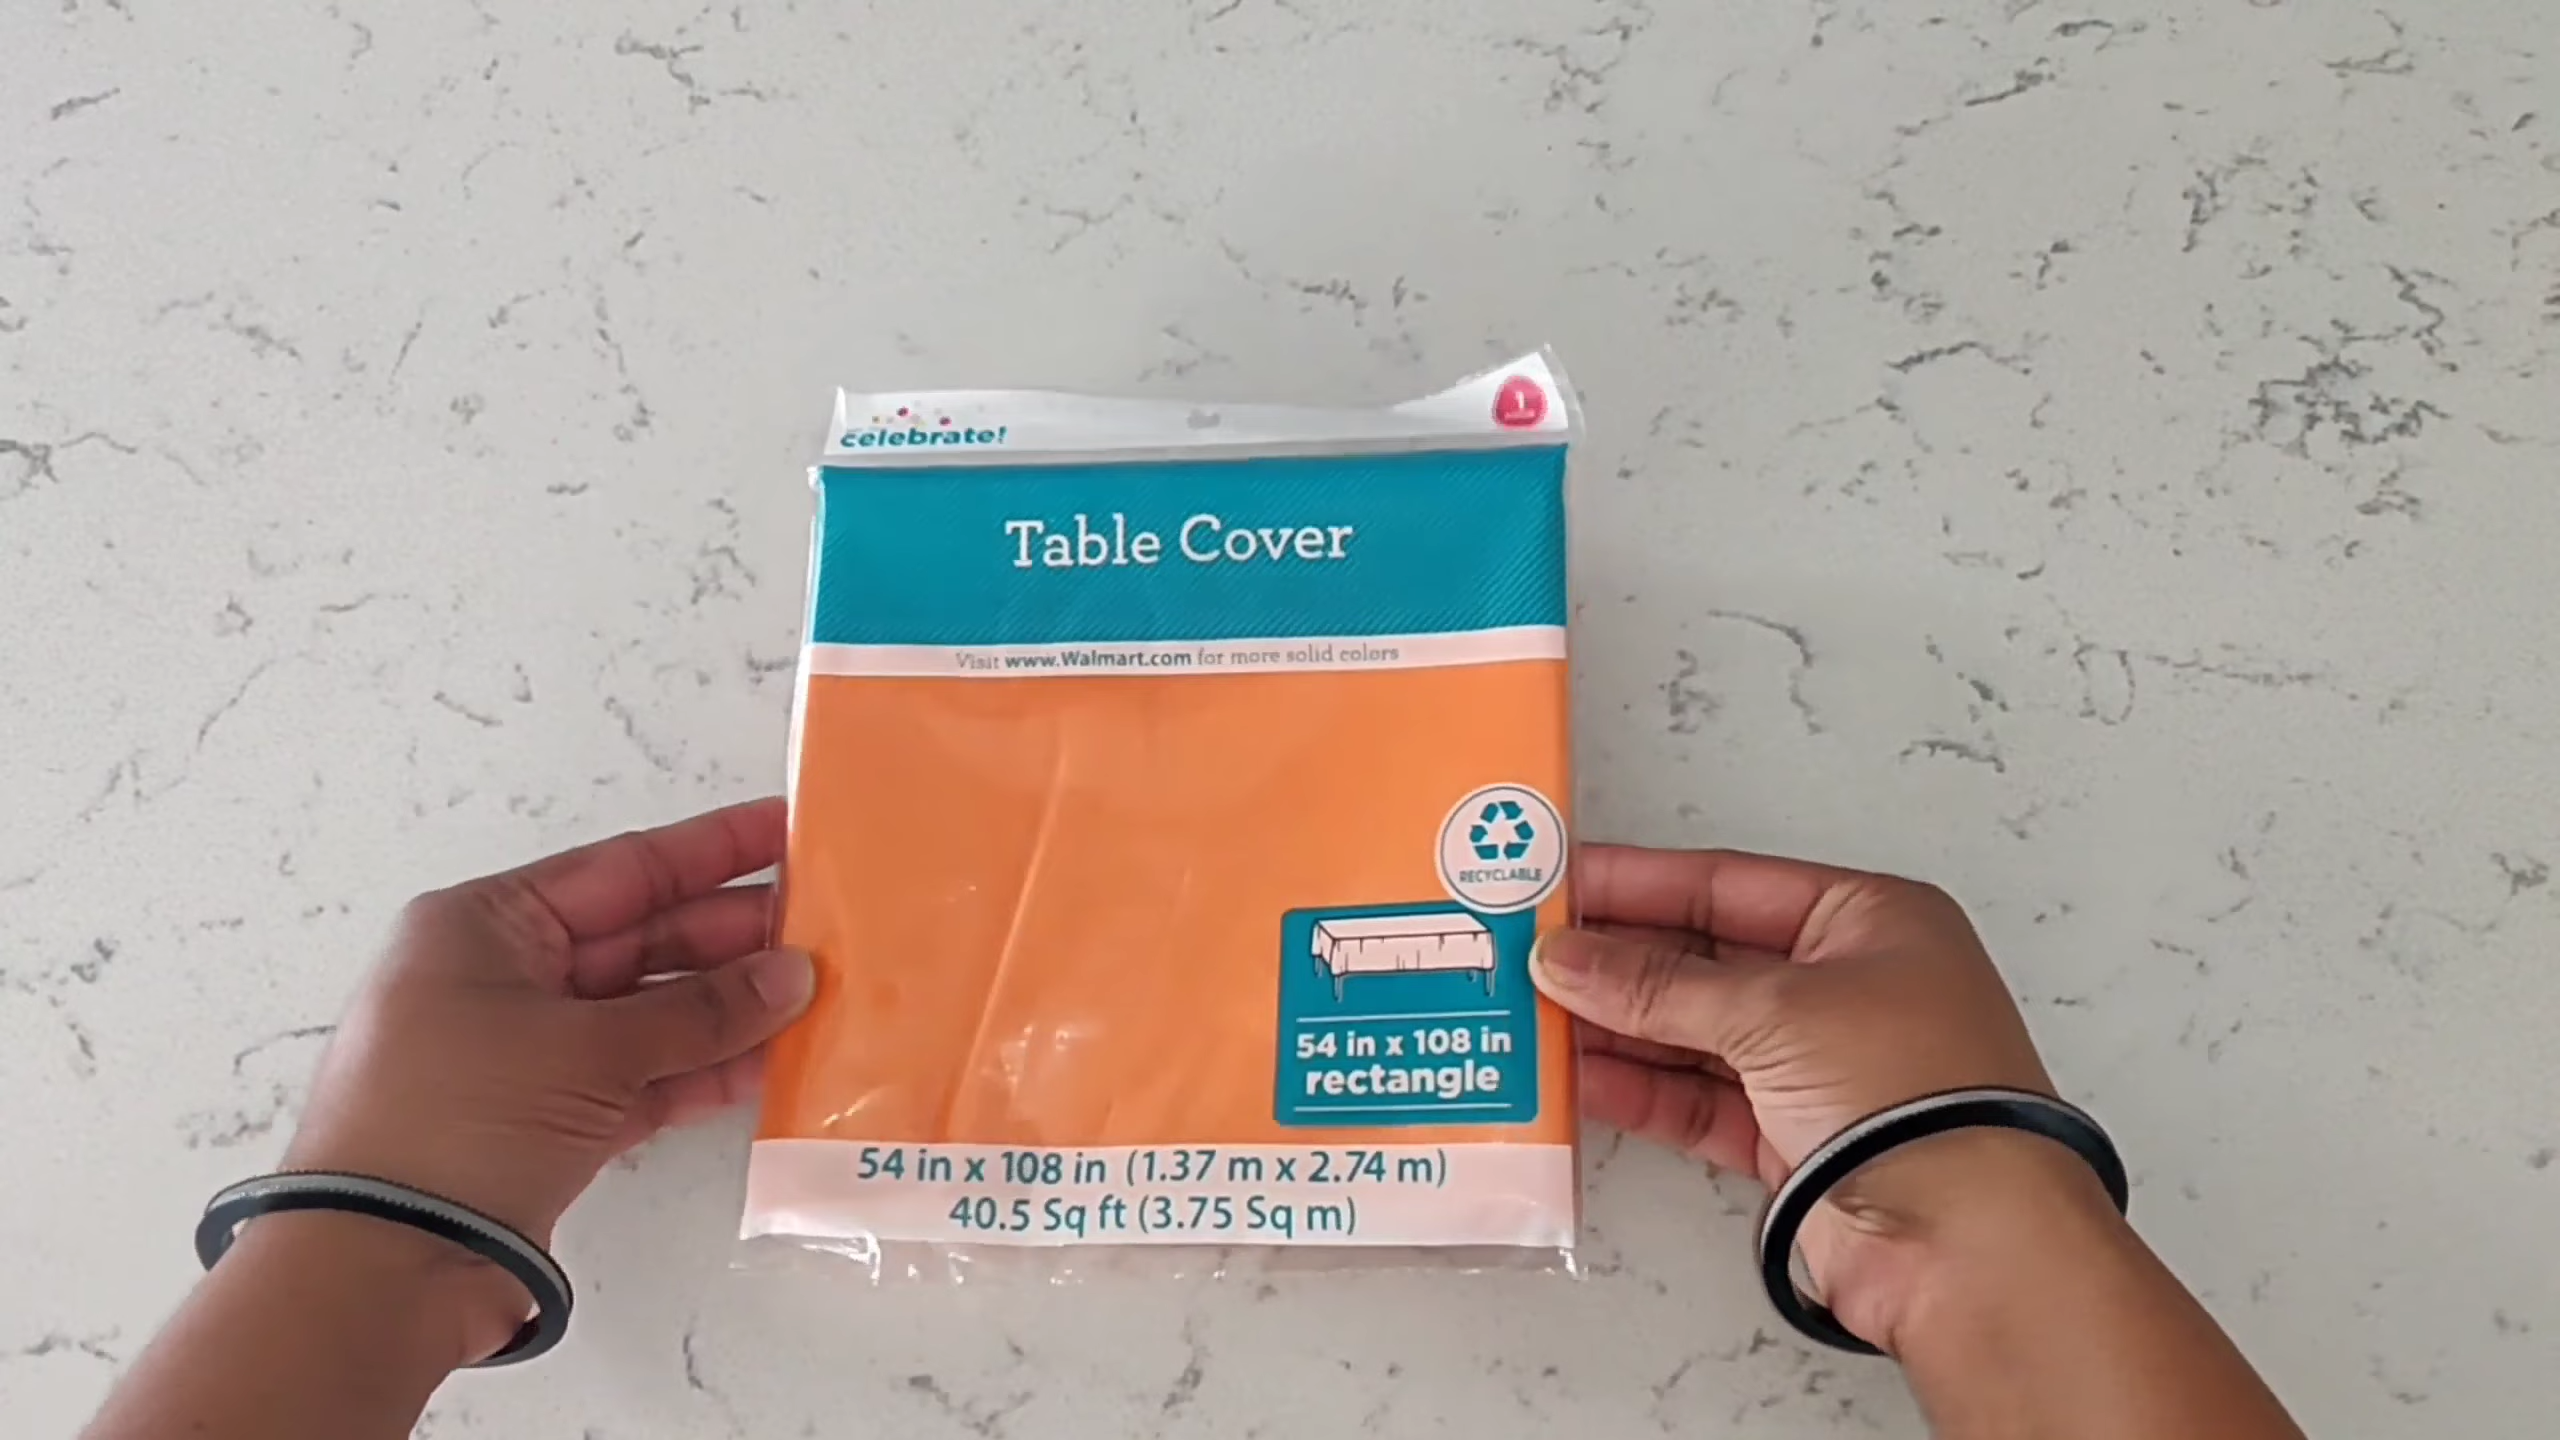 celebrate!
1
Table Cover
Visit www.Walmart.com for more solid colors
RECYCLABLE
54 in x 108 in
rectangle
54 in x 108 in (1.37 m x 2.74 m)
40.5 Sq ft (3.75 Sq m)